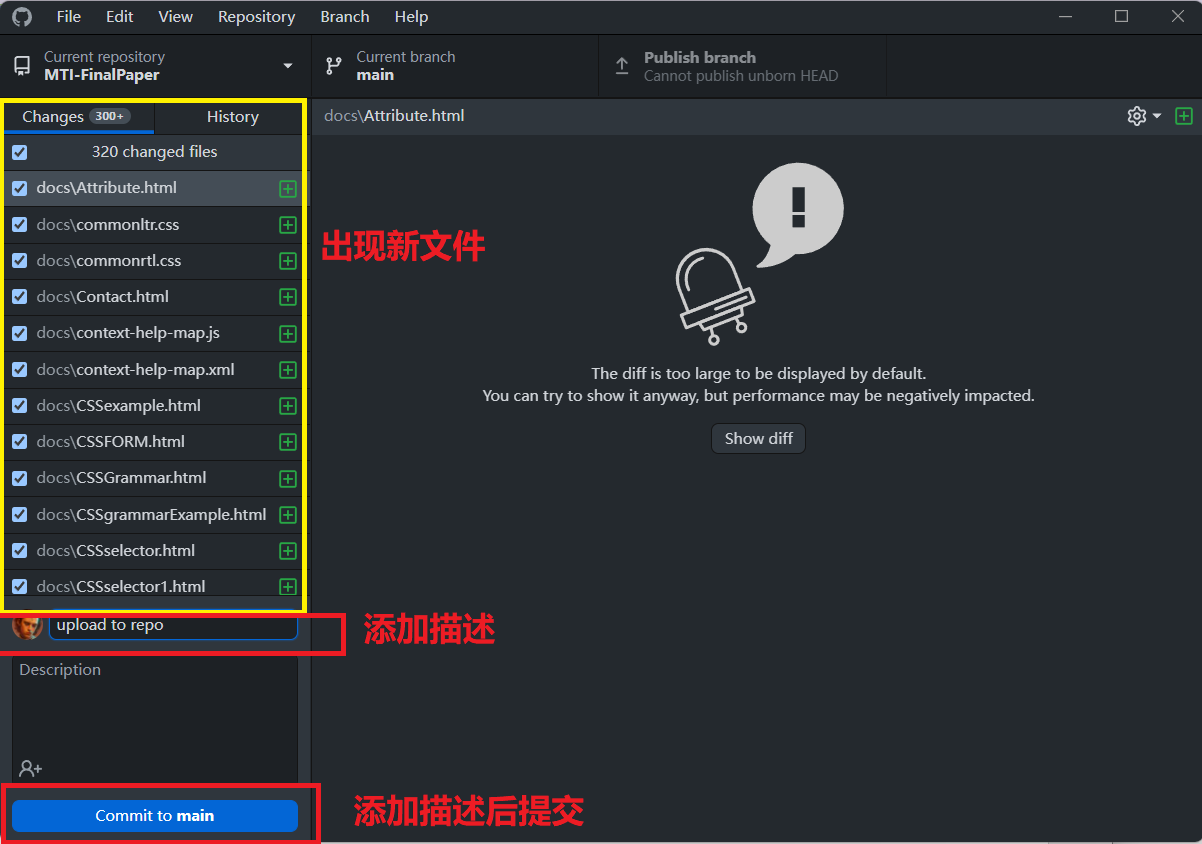 File Edit View Repository Branch Help
Current repository
MTI-FinalPaper
Current branch
main
Publish branch
Cannot publish unborn HEAD
Changes 300+ History
320 changed files
docs\Attribute.html
docs\commonltr.css
docs\commonrtl.css
docs\Contact.html
docs\context-help-map.js
docs\context-help-map.xml
docs\CSSexample.html
docs\CSSFORM.html
docs\CSSGrammar.html
docs\CSSgrammarExample.html
docs\CSSselector.html
docs\CSSselector1.html
upload to repo
Description
Commit to main
docs\Attribute.html
出现新文件
The diff is too large to be displayed by default.
You can try to show it anyway, but performance may be negatively impacted.
Show diff
添加描述
添加描述后提交